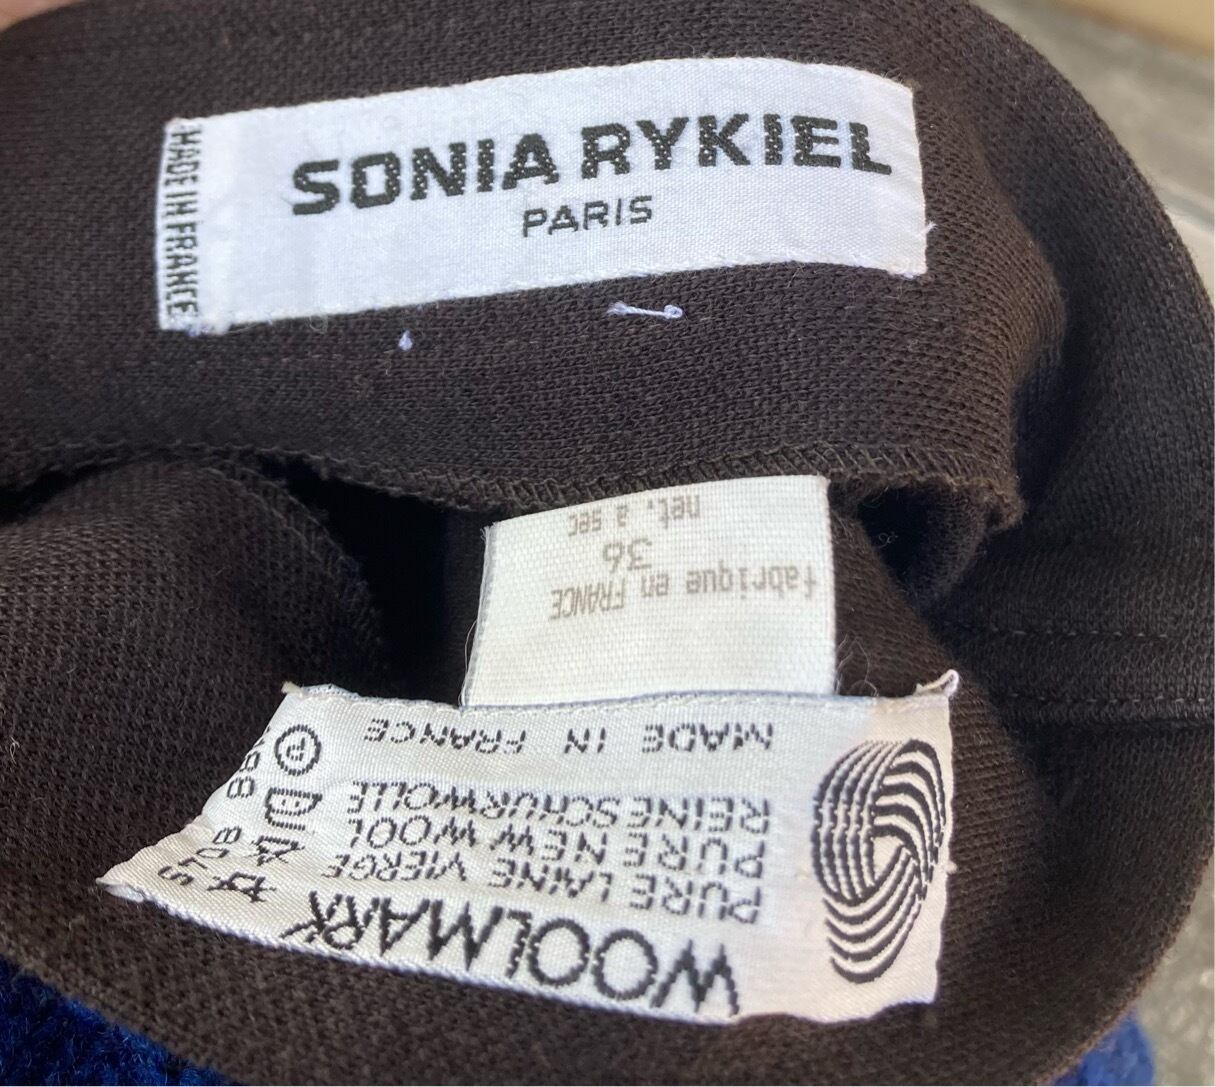 SONIA RYKIEL
PARIS
MADE IN FRANCE
fabriqué en FRANCE
36
net. a sec
WOOLMARK
PURE LAINE VIERGE
PURE NEW WOOL
REINE SCHURWOLLE
MADE IN FRANCE
P